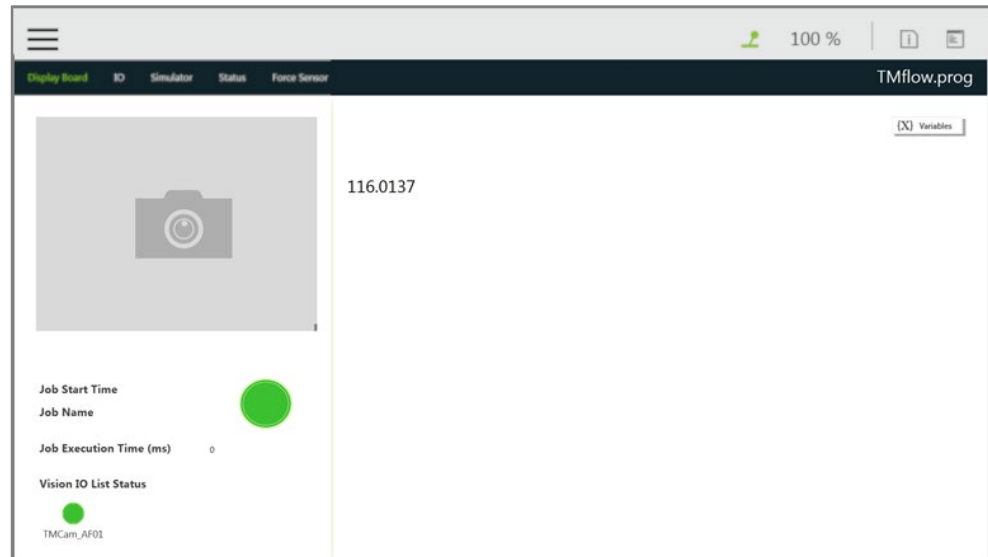 100 %
Display Board IO Simulator Status Force Sensor TMflow.prog
{X} Variables
116.0137
Job Start Time
Job Name
Job Execution Time (ms) 0
Vision IO List Status
TMCam_AF01